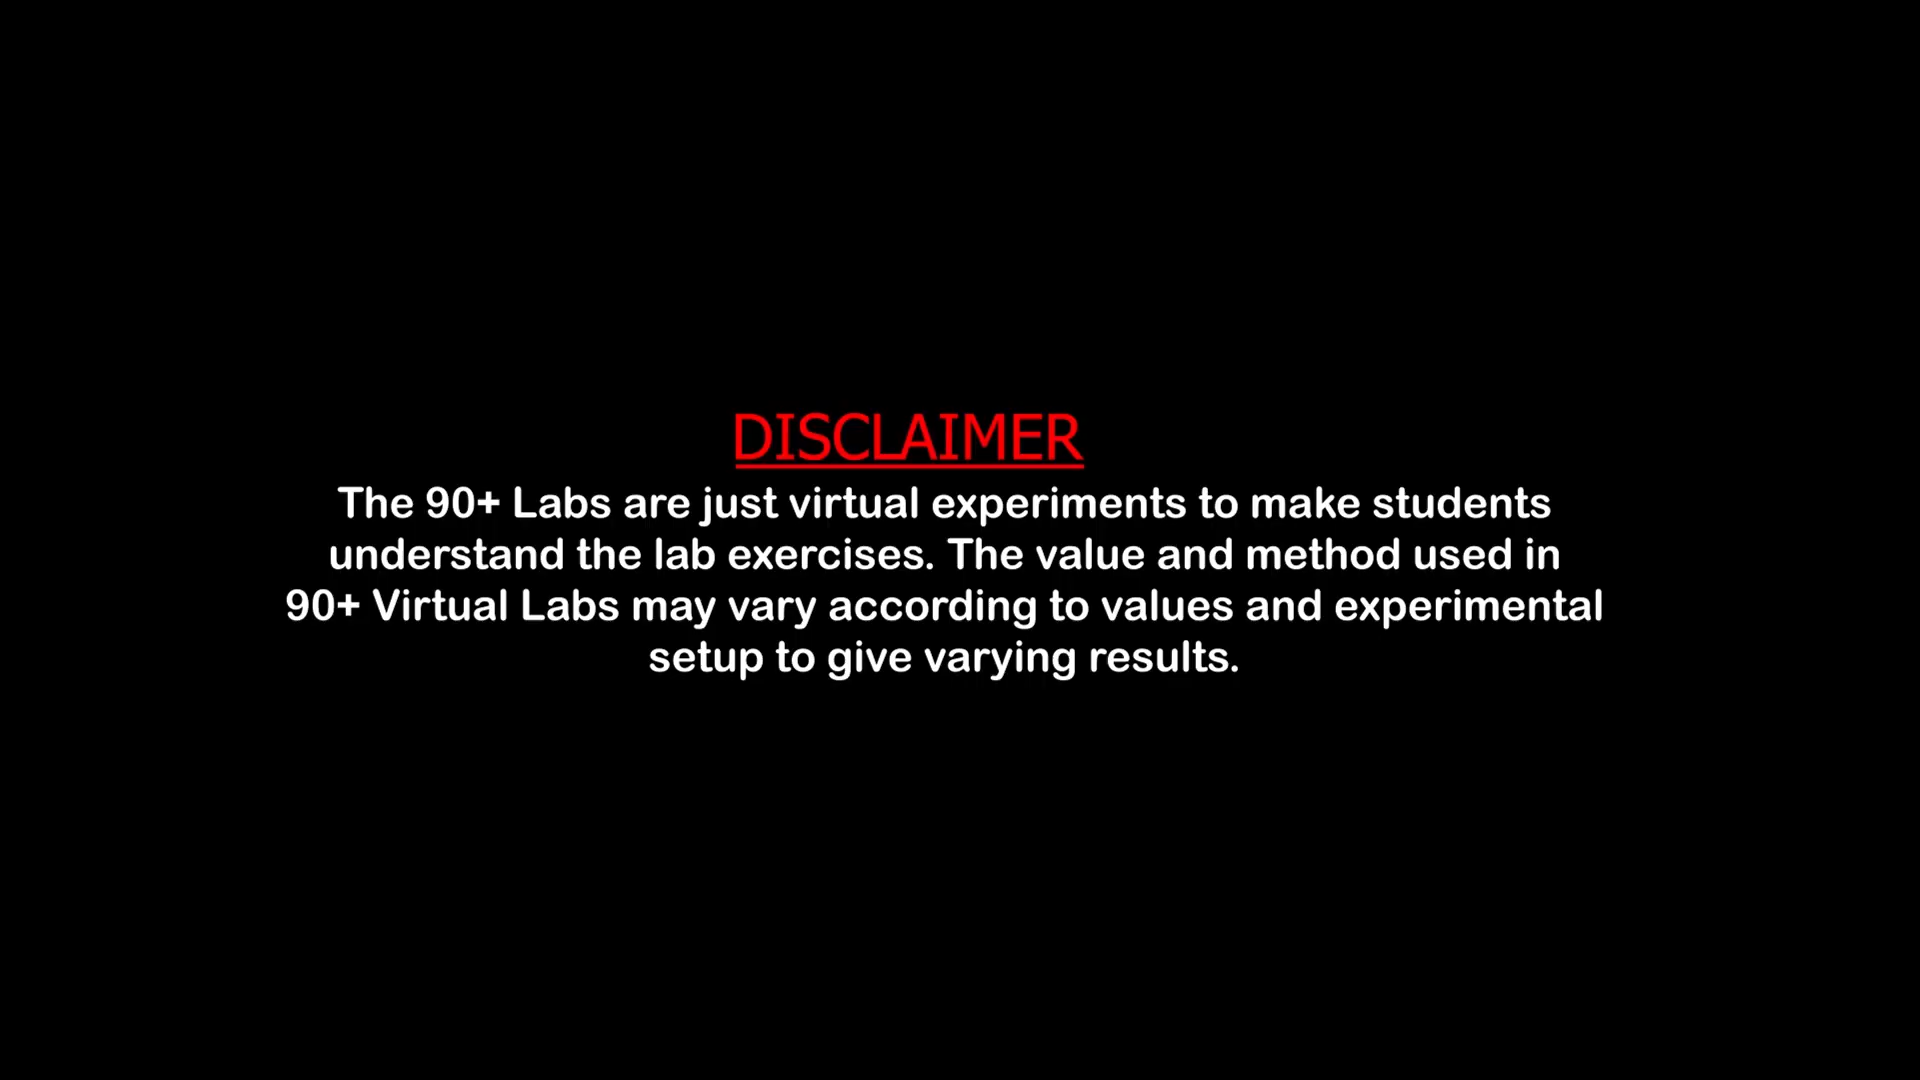 DISCLAIMER
The 90+ Labs are just virtual experiments to make students
understand the lab exercises. The value and method used in
90+ Virtual Labs may vary according to values and experimental
setup to give varying results.